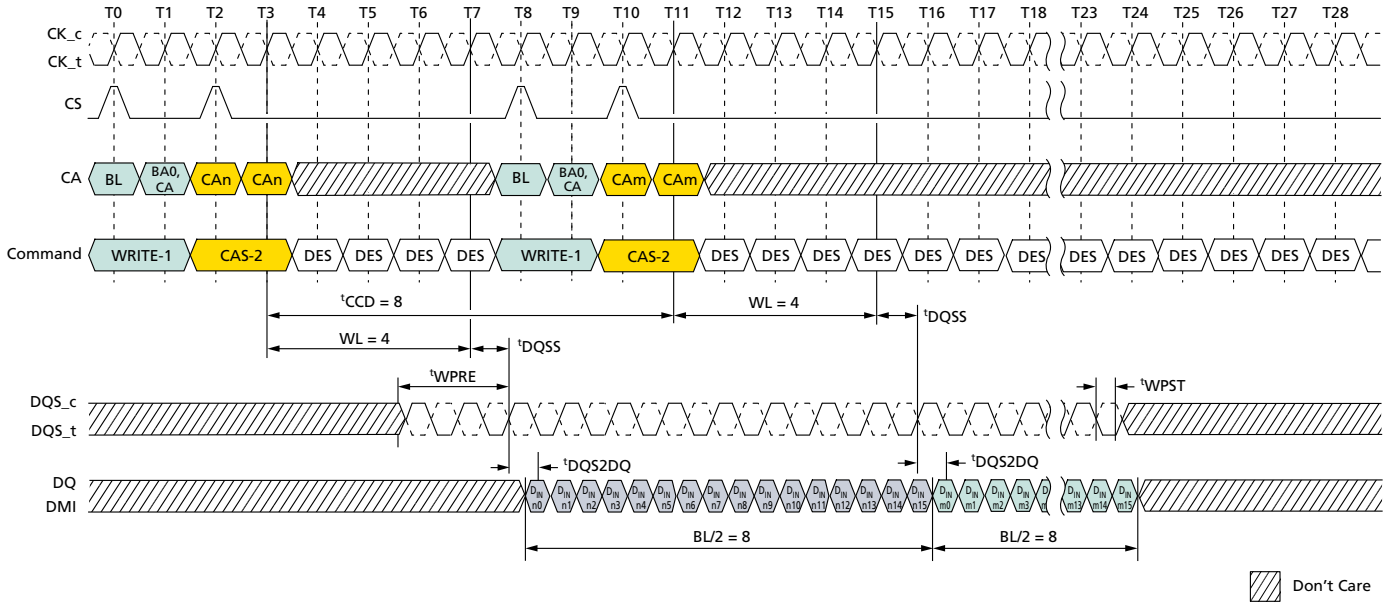 T0 T1 T2 T3 T4 T5 T6 T7 T8 T9 T10 T11 T12 T13 T14 T15 T16 T17 T18 T23 T24 T25 T26 T27 T28
CK_c
CK_t
CS
CA BL BA0, CA CAn CAn BL BA0, CA CAm CAm
Command WRITE-1 CAS-2 DES DES DES DES WRITE-1 CAS-2 DES DES DES DES DES DES DES DES DES DES DES DES DES
tCCD = 8 WL = 4 tDQSS
WL = 4 tDQSS
tWPRE tWPST
DQS_c
DQS_t
tDQS2DQ tDQS2DQ
DQ
DMI
DIN n0 DIN n1 DIN n2 DIN n3 DIN n4 DIN n5 DIN n6 DIN n7 DIN n8 DIN n9 DIN n10 DIN n11 DIN n12 DIN n13 DIN n14 DIN n15 DIN m0 DIN m1 DIN m2 DIN m3 DIN m13 DIN m14 DIN m15
BL/2 = 8 BL/2 = 8
Don't Care